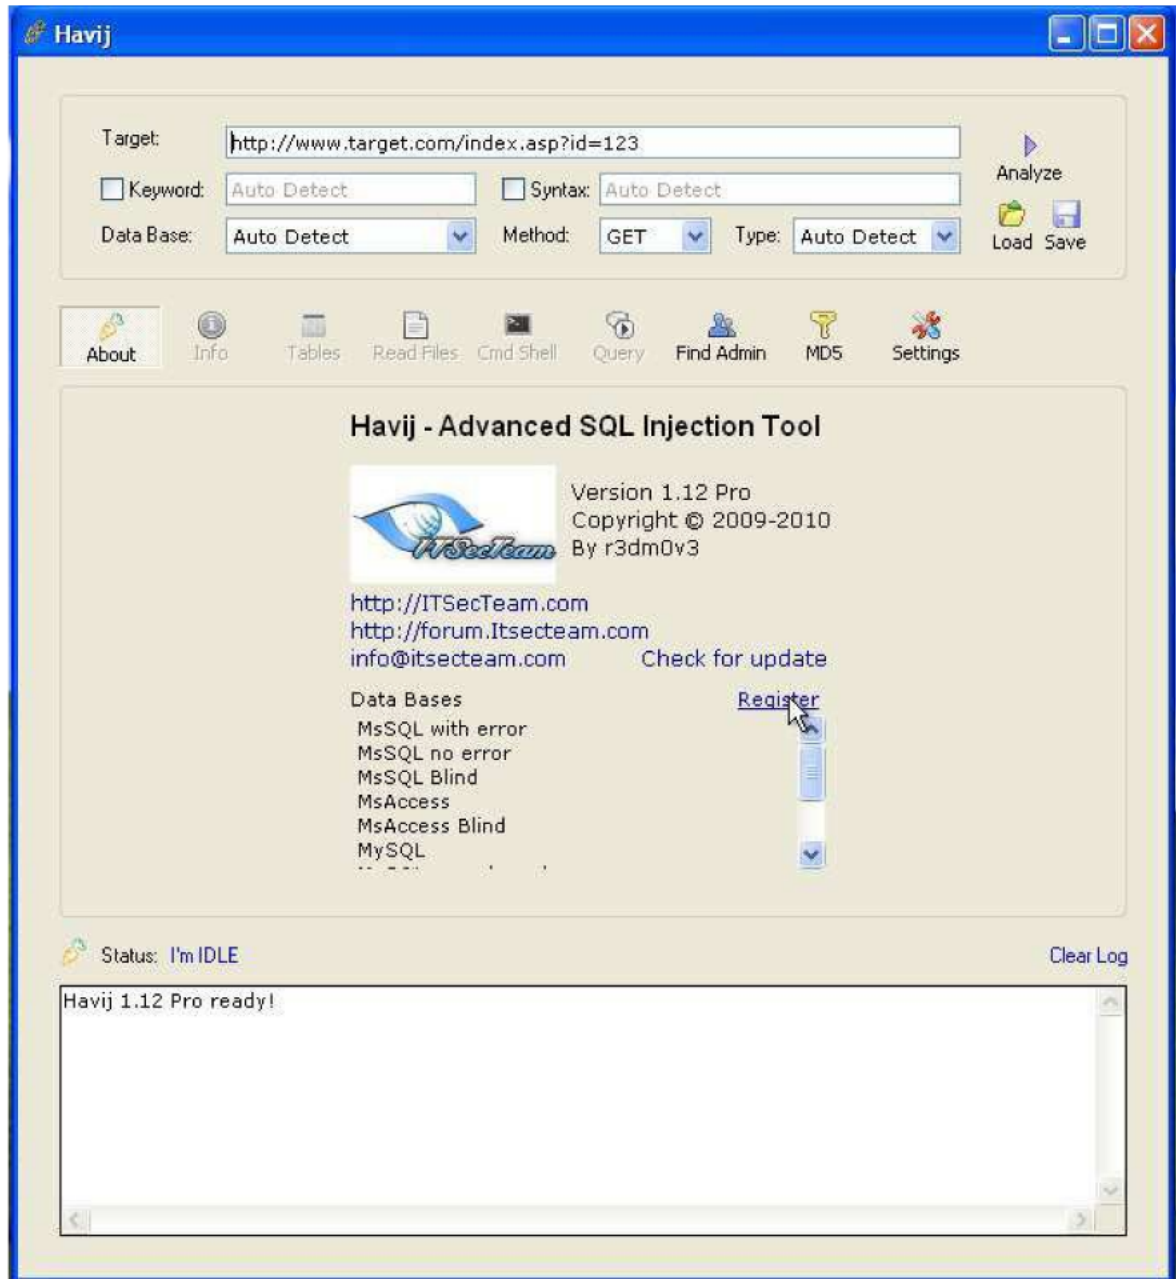 Havij
Target: http://www.target.com/index.asp?id=123
Analyze
Keyword: Auto Detect Syntax: Auto Detect
Data Base: Auto Detect Method: GET Type: Auto Detect
Load Save
About Info Tables Read Files Cmd Shell Query Find Admin MD5 Settings
Havij - Advanced SQL Injection Tool
ITSecTeam
Version 1.12 Pro
Copyright © 2009-2010
By r3dm0v3
http://ITSecTeam.com
http://forum.Itsecteam.com
info@itsecteam.com Check for update
Data Bases Register
MsSQL with error
MsSQL no error
MsSQL Blind
MsAccess
MsAccess Blind
MySQL
Status: I'm IDLE Clear Log
Havij 1.12 Pro ready!